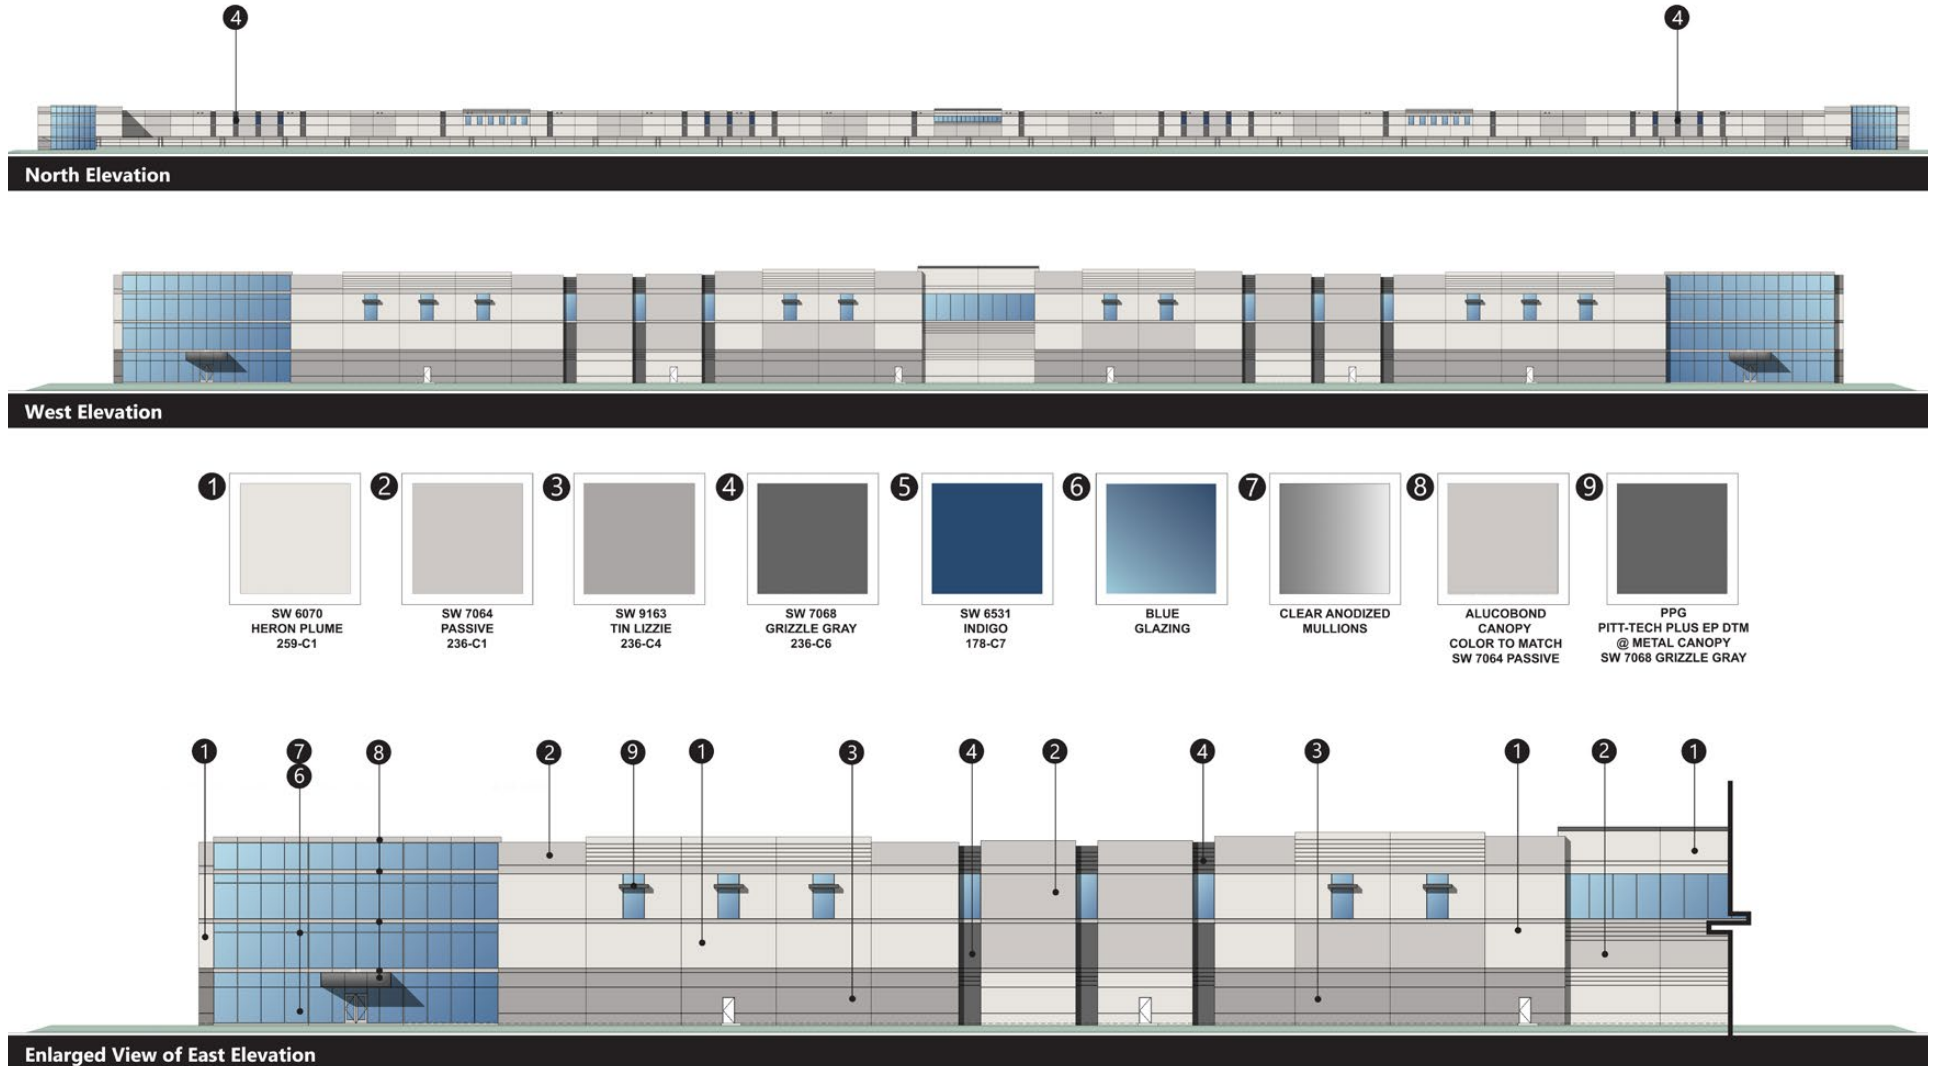 4 4
North Elevation
West Elevation
1 2 3 4 5 6 7 8 9
SW 6070
HERON PLUME
259-C1
SW 7064
PASSIVE
236-C1
SW 9163
TIN LIZZIE
236-C4
SW 7068
GRIZZLE GRAY
236-C6
SW 6531
INDIGO
178-C7
BLUE
GLAZING
CLEAR ANODIZED
MULLIONS
ALUCOBOND
CANOPY
COLOR TO MATCH
SW 7064 PASSIVE
PPG
PITT-TECH PLUS EP DTM
@ METAL CANOPY
SW 7068 GRIZZLE GRAY
1 7 8 2 9 1 3 4 2 4 3 1 2 1
6
Enlarged View of East Elevation